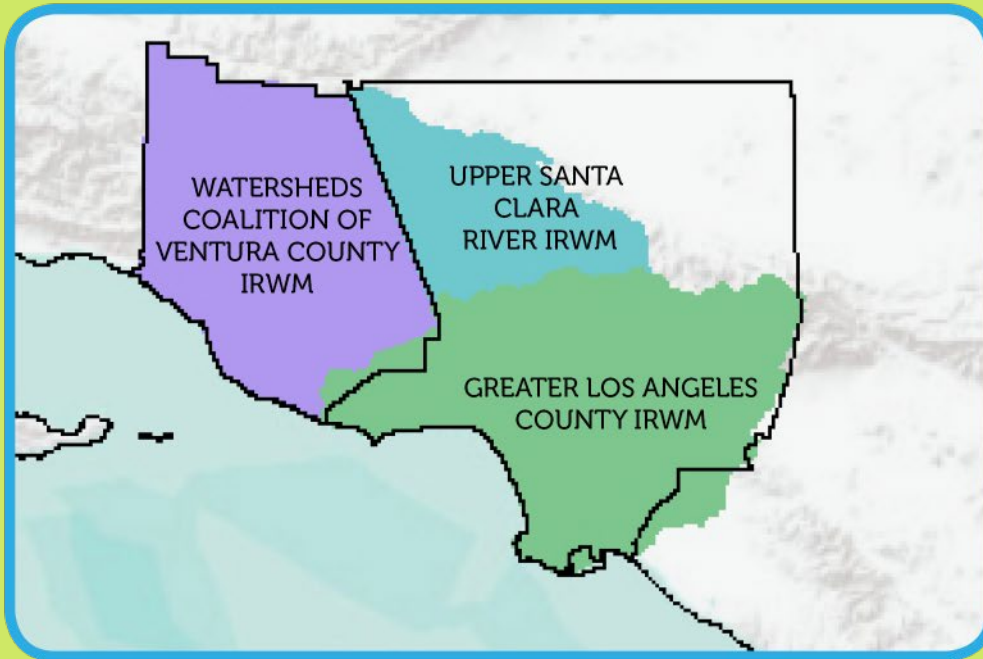 WATERSHEDS
COALITION OF
VENTURA COUNTY
IRWM
UPPER SANTA
CLARA
RIVER IRWM
GREATER LOS ANGELES
COUNTY IRWM